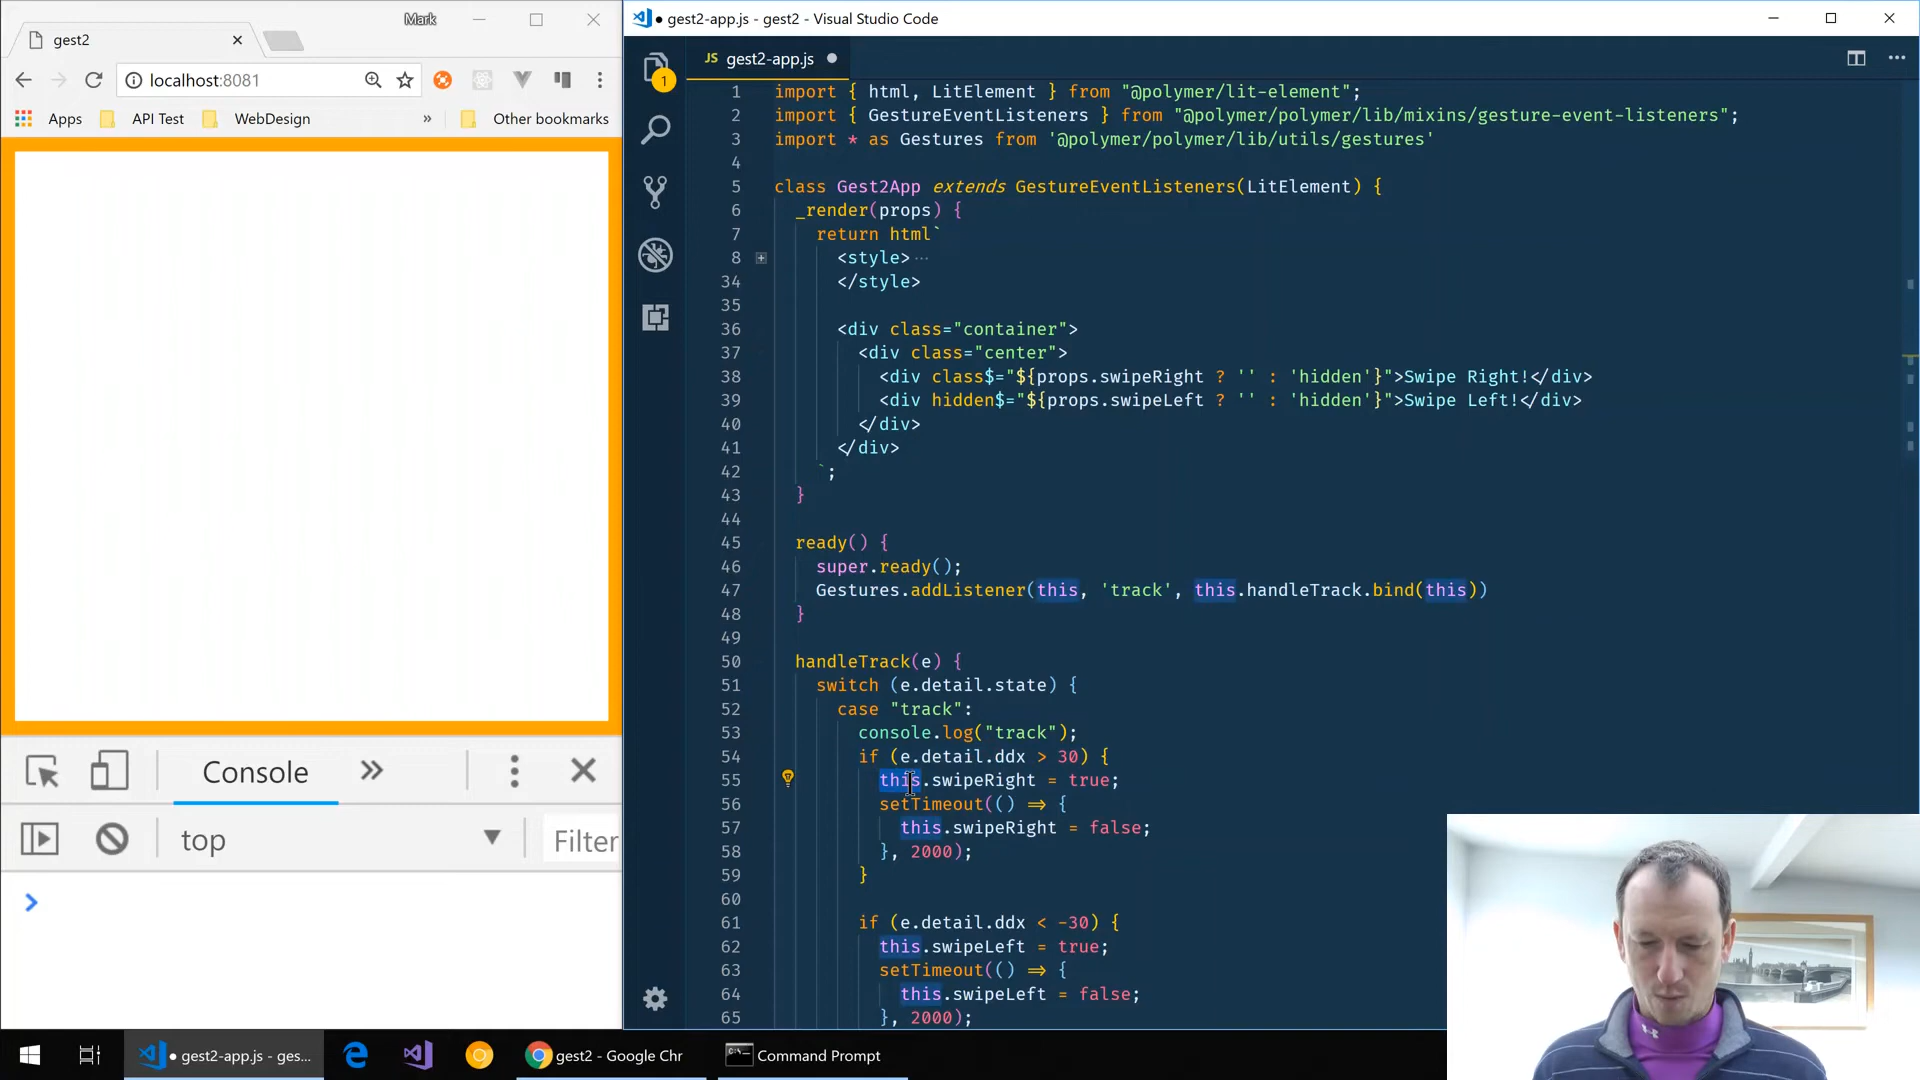 Mark
gest2
localhost:8081
Apps
API Test
WebDesign
»
Other bookmarks
Console
»
top
Filter
gest2-app.js - gest2 - Visual Studio Code
1
JS gest2-app.js
1 import { html, LitElement } from "@polymer/lit-element";
2 import { GestureEventListeners } from "@polymer/polymer/lib/mixins/gesture-event-listeners";
3 import * as Gestures from '@polymer/polymer/lib/utils/gestures'
4
5 class Gest2App extends GestureEventListeners(LitElement) {
6 _render(props) {
7 return html`
8 <style>...
34 </style>
35
36 <div class="container">
37 <div class="center">
38 <div class$="${props.swipeRight ? '' : 'hidden'}">Swipe Right!</div>
39 <div hidden$="${props.swipeLeft ? '' : 'hidden'}">Swipe Left!</div>
40 </div>
41 </div>
42 `;
43 }
44
45 ready() {
46 super.ready();
47 Gestures.addListener(this, 'track', this.handleTrack.bind(this))
48 }
49
50 handleTrack(e) {
51 switch (e.detail.state) {
52 case "track":
53 console.log("track");
54 if (e.detail.ddx > 30) {
55 this.swipeRight = true;
56 setTimeout(() => {
57 this.swipeRight = false;
58 }, 2000);
59 }
60
61 if (e.detail.ddx < -30) {
62 this.swipeLeft = true;
63 setTimeout(() => {
64 this.swipeLeft = false;
65 }, 2000);
gest2-app.js - ges...
gest2 - Google Chr
Command Prompt